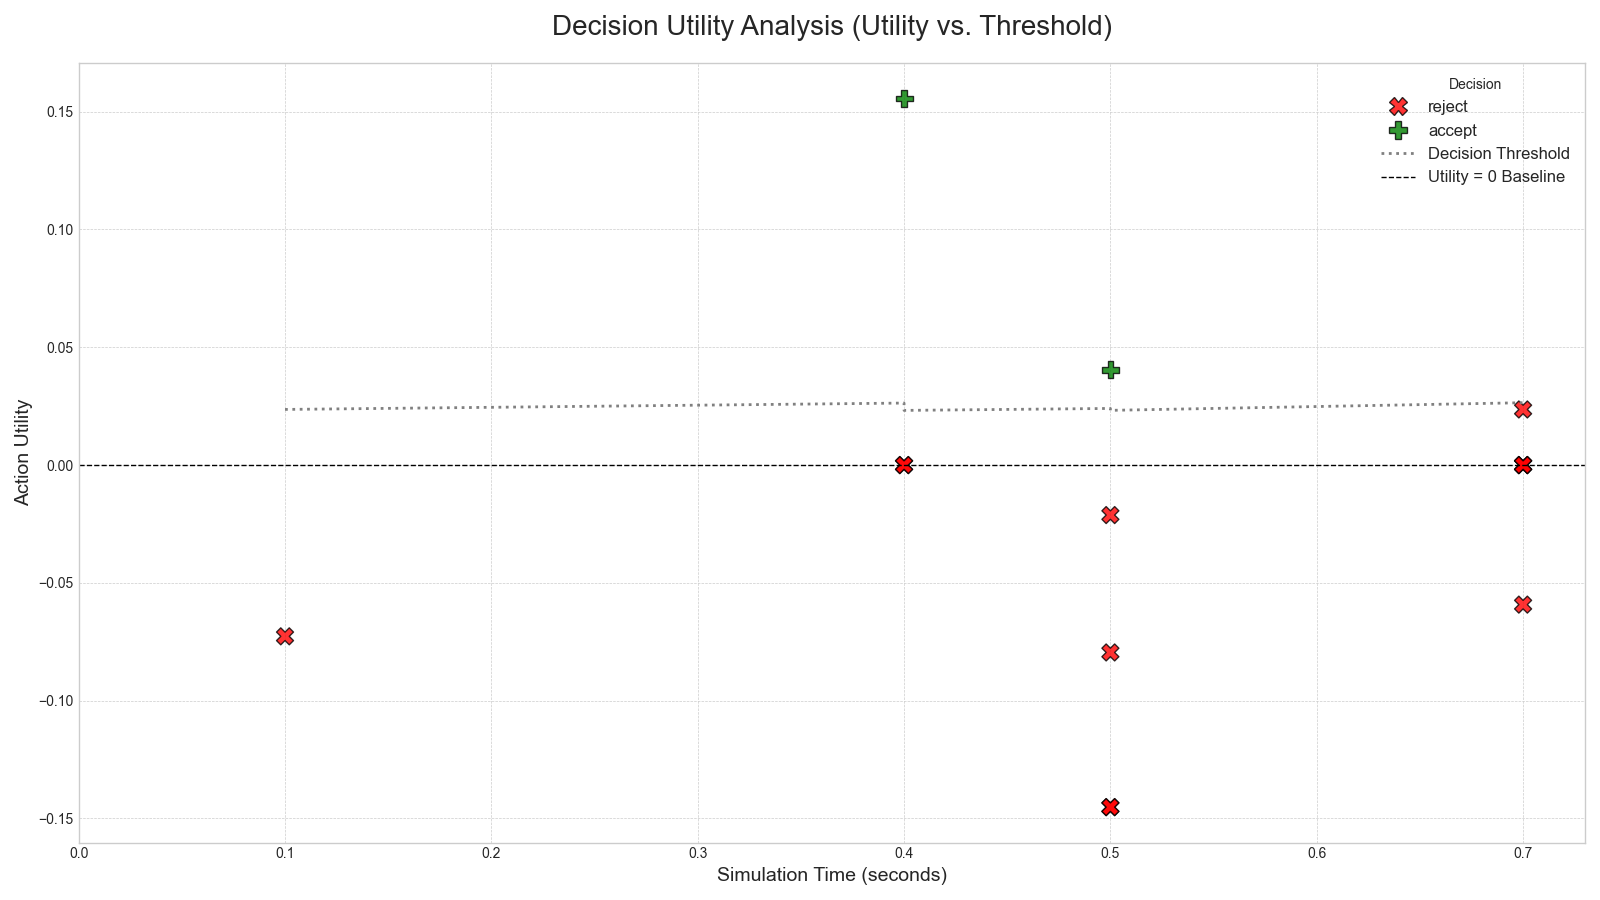 Decision Utility Analysis (Utility vs. Threshold)
Decision
reject
accept
Decision Threshold
Utility = 0 Baseline
Action Utility
0.15
0.10
0.05
0.00
−0.05
−0.10
−0.15
0.0 0.1 0.2 0.3 0.4 0.5 0.6 0.7
Simulation Time (seconds)